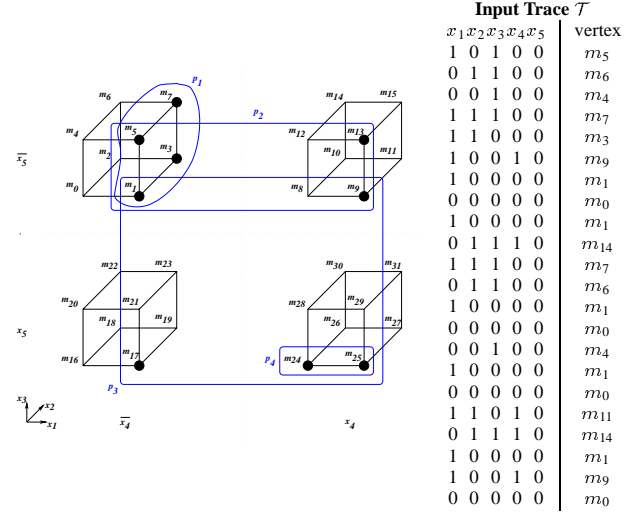 Input Trace T
x1 x2 x3 x4 x5 vertex
1 0 1 0 0 m5
0 1 1 0 0 m6
0 0 1 0 0 m4
1 1 1 0 0 m7
1 1 0 0 0 m3
1 0 0 1 0 m9
1 0 0 0 0 m1
0 0 0 0 0 m0
1 0 0 0 0 m1
0 1 1 1 0 m14
1 1 1 0 0 m7
0 1 1 0 0 m6
1 0 0 0 0 m1
0 0 0 0 0 m0
0 0 1 0 0 m4
1 0 0 0 0 m1
0 0 0 0 0 m0
1 1 0 1 0 m11
0 1 1 1 0 m14
1 0 0 0 0 m1
1 0 0 1 0 m9
0 0 0 0 0 m0
p1
m6 m7 m14 m15
p2
m4 m5 m12 m13
m2 m3 m10 m11
x̅5
m0 m1 m8 m9
m22 m23 m30 m31
m20 m21 m28 m29
m18 m19 m26 m27
x5
m16 m17 p4 m24 m25
p3
x3 x2 x1
x̅4 x4